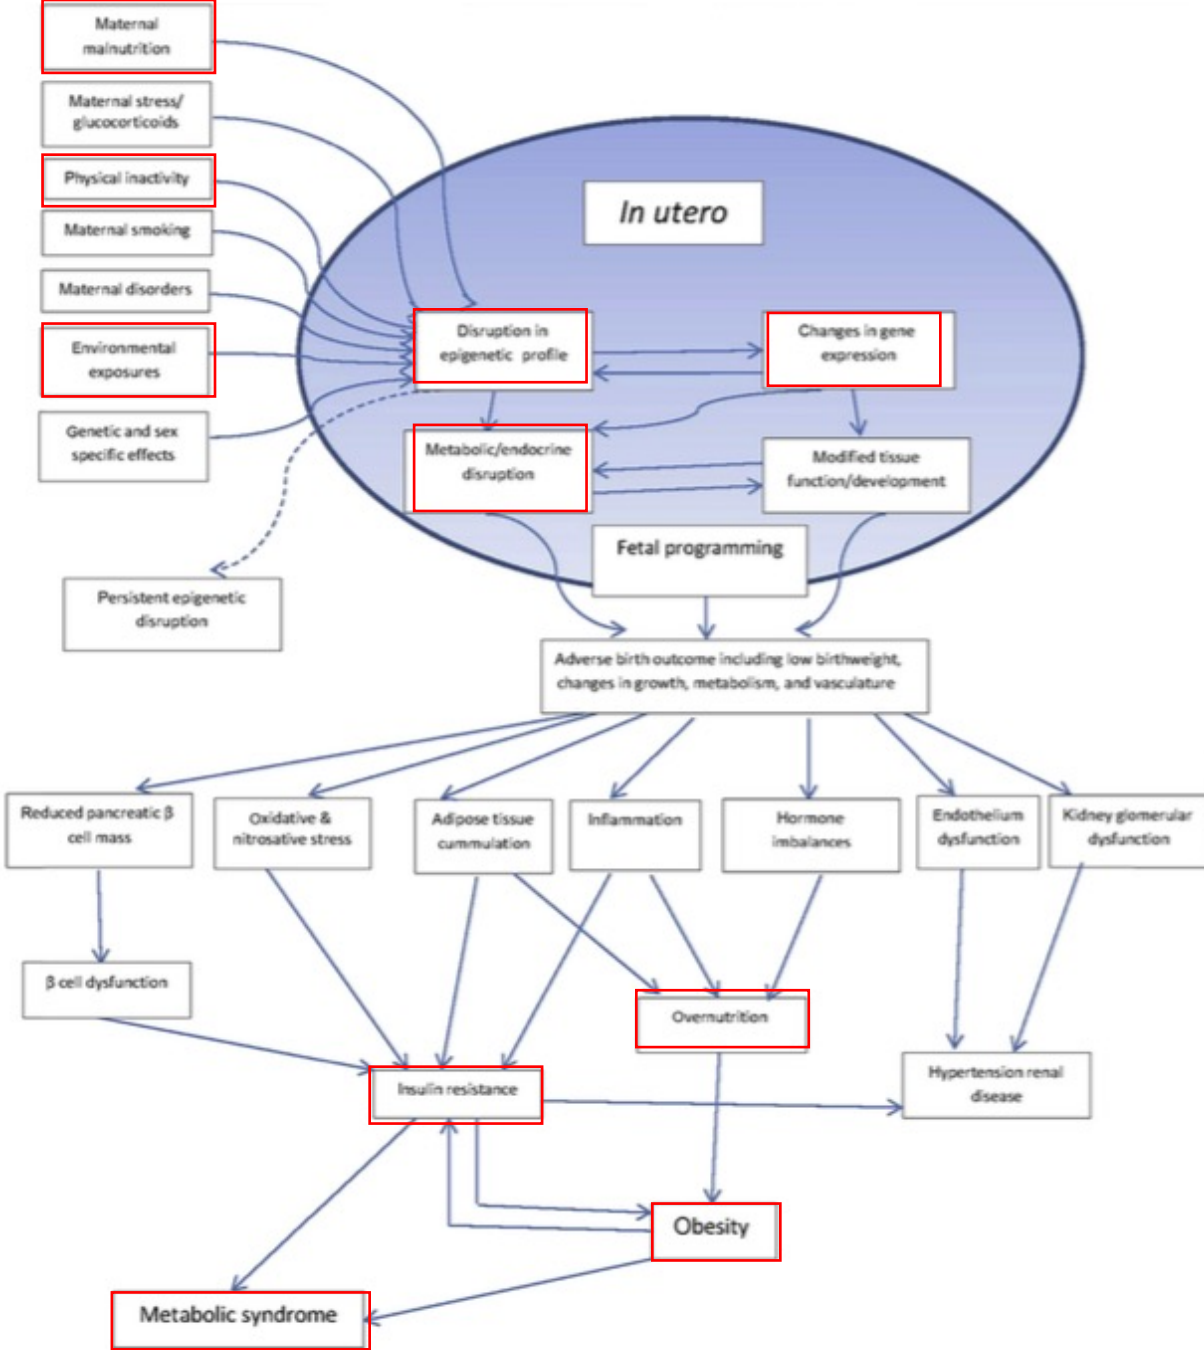 Maternal
malnutrition
Maternal stress/
glucocorticoids
Physical inactivity
Maternal smoking
Maternal disorders
Environmental
exposures
Genetic and sex
specific effects
In utero
Disruption in
epigenetic profile
Changes in gene
expression
Metabolic/endocrine
disruption
Modified tissue
function/development
Fetal programming
Persistent epigenetic
disruption
Adverse birth outcome including low birthweight,
changes in growth, metabolism, and vasculature
Reduced pancreatic β
cell mass
Oxidative &
nitrosative stress
Adipose tissue
cummulation
Inflammation
Hormone
imbalances
Endothelium
dysfunction
Kidney glomerular
dysfunction
β cell dysfunction
Overnutrition
Insulin resistance
Hypertension renal
disease
Obesity
Metabolic syndrome